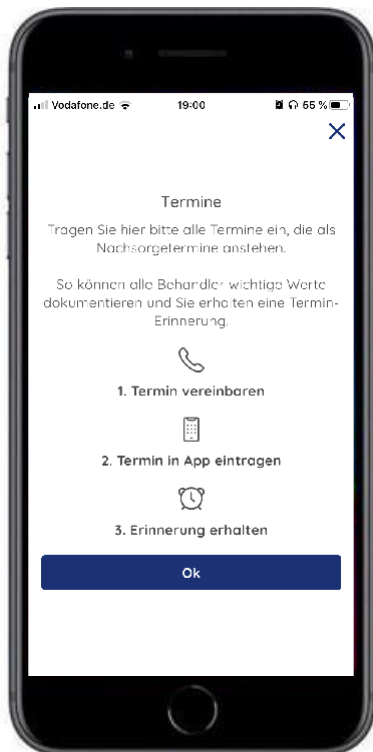 Vodafone.de 19:00 55 %
Termine
Tragen Sie hier bitte alle Termine ein, die als
Nachsorgetermine anstehen.
So können alle Behandler wichtige Werte
dokumentieren und Sie erhalten eine Termin-
Erinnerung.
1. Termin vereinbaren
2. Termin in App eintragen
3. Erinnerung erhalten
Ok